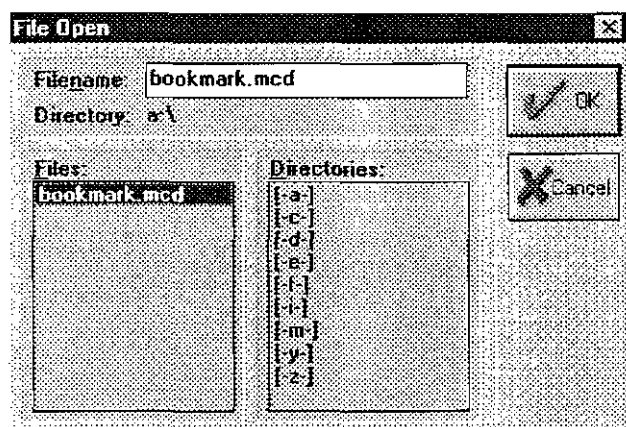 File Open
Filename: bookmark.mcd
Directory: a:\
OK
Cancel
Files:
bookmark.mcd
Directories:
[-a-]
[-c-]
[-d-]
[-e-]
[-f-]
[-i-]
[-m-]
[-y-]
[-z-]